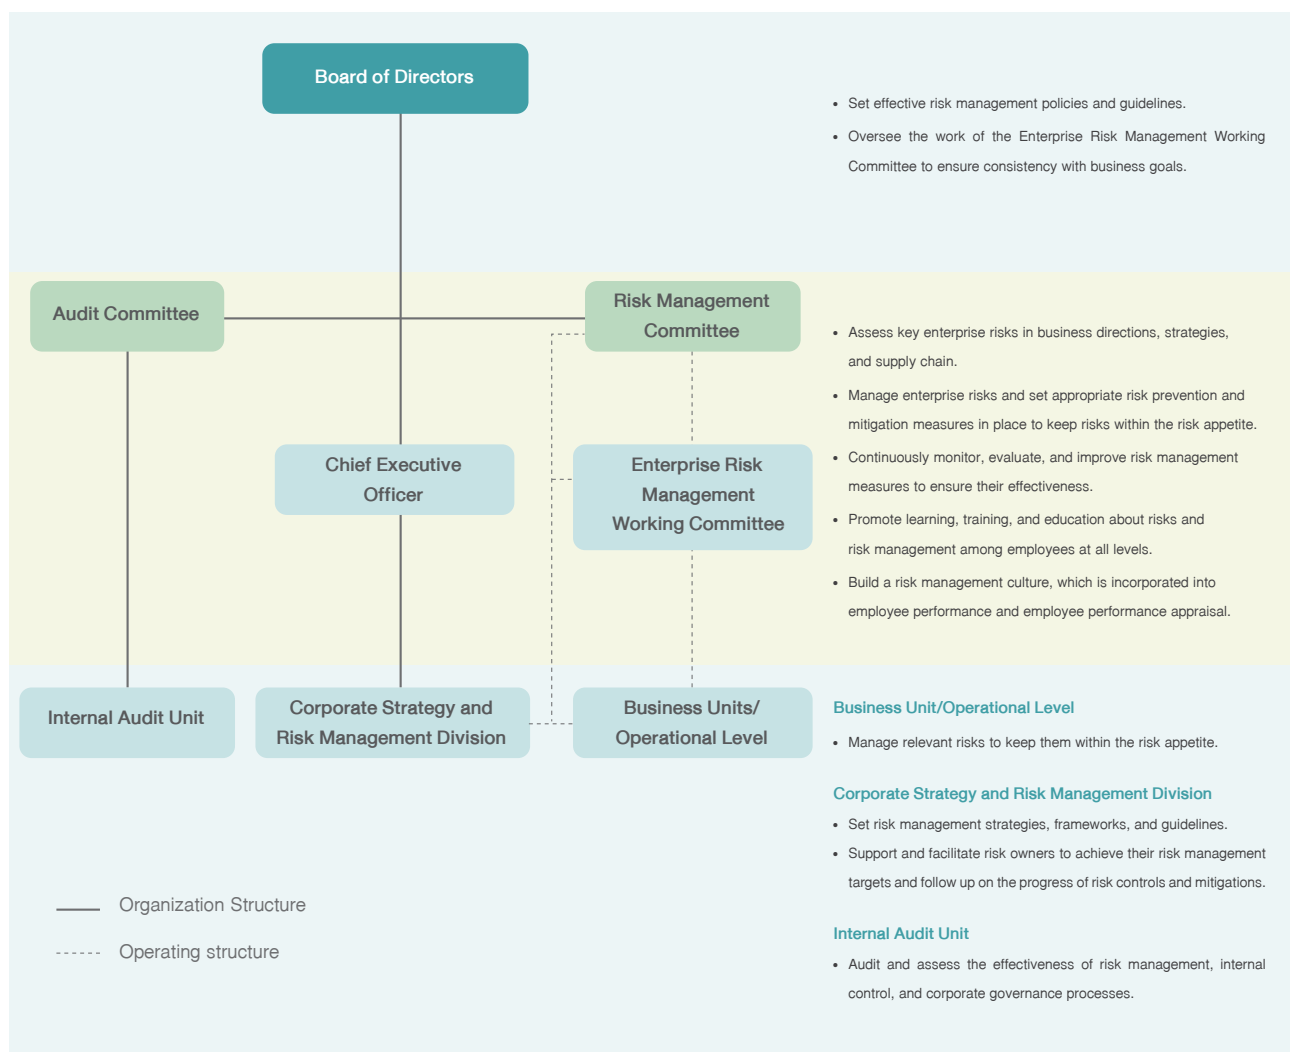 Board of Directors
• Set effective risk management policies and guidelines.
• Oversee the work of the Enterprise Risk Management Working
Committee to ensure consistency with business goals.
Audit Committee
Risk Management
Committee
Chief Executive
Officer
Enterprise Risk
Management
Working Committee
• Assess key enterprise risks in business directions, strategies,
and supply chain.
• Manage enterprise risks and set appropriate risk prevention and
mitigation measures in place to keep risks within the risk appetite.
• Continuously monitor, evaluate, and improve risk management
measures to ensure their effectiveness.
• Promote learning, training, and education about risks and
risk management among employees at all levels.
• Build a risk management culture, which is incorporated into
employee performance and employee performance appraisal.
Internal Audit Unit
Corporate Strategy and
Risk Management Division
Business Units/
Operational Level
Business Unit/Operational Level
• Manage relevant risks to keep them within the risk appetite.
Corporate Strategy and Risk Management Division
• Set risk management strategies, frameworks, and guidelines.
• Support and facilitate risk owners to achieve their risk management
targets and follow up on the progress of risk controls and mitigations.
Internal Audit Unit
• Audit and assess the effectiveness of risk management, internal
control, and corporate governance processes.
Organization Structure
Operating structure